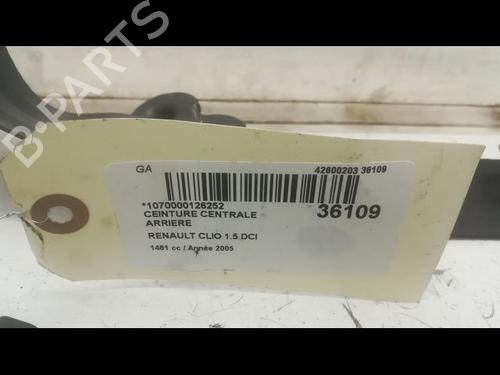 GA 42600203 36109
*1070000126252 36109
CEINTURE CENTRALE
ARRIERE
RENAULT CLIO 1.5 DCI
1461 cc / Année 2005
B-PARTS